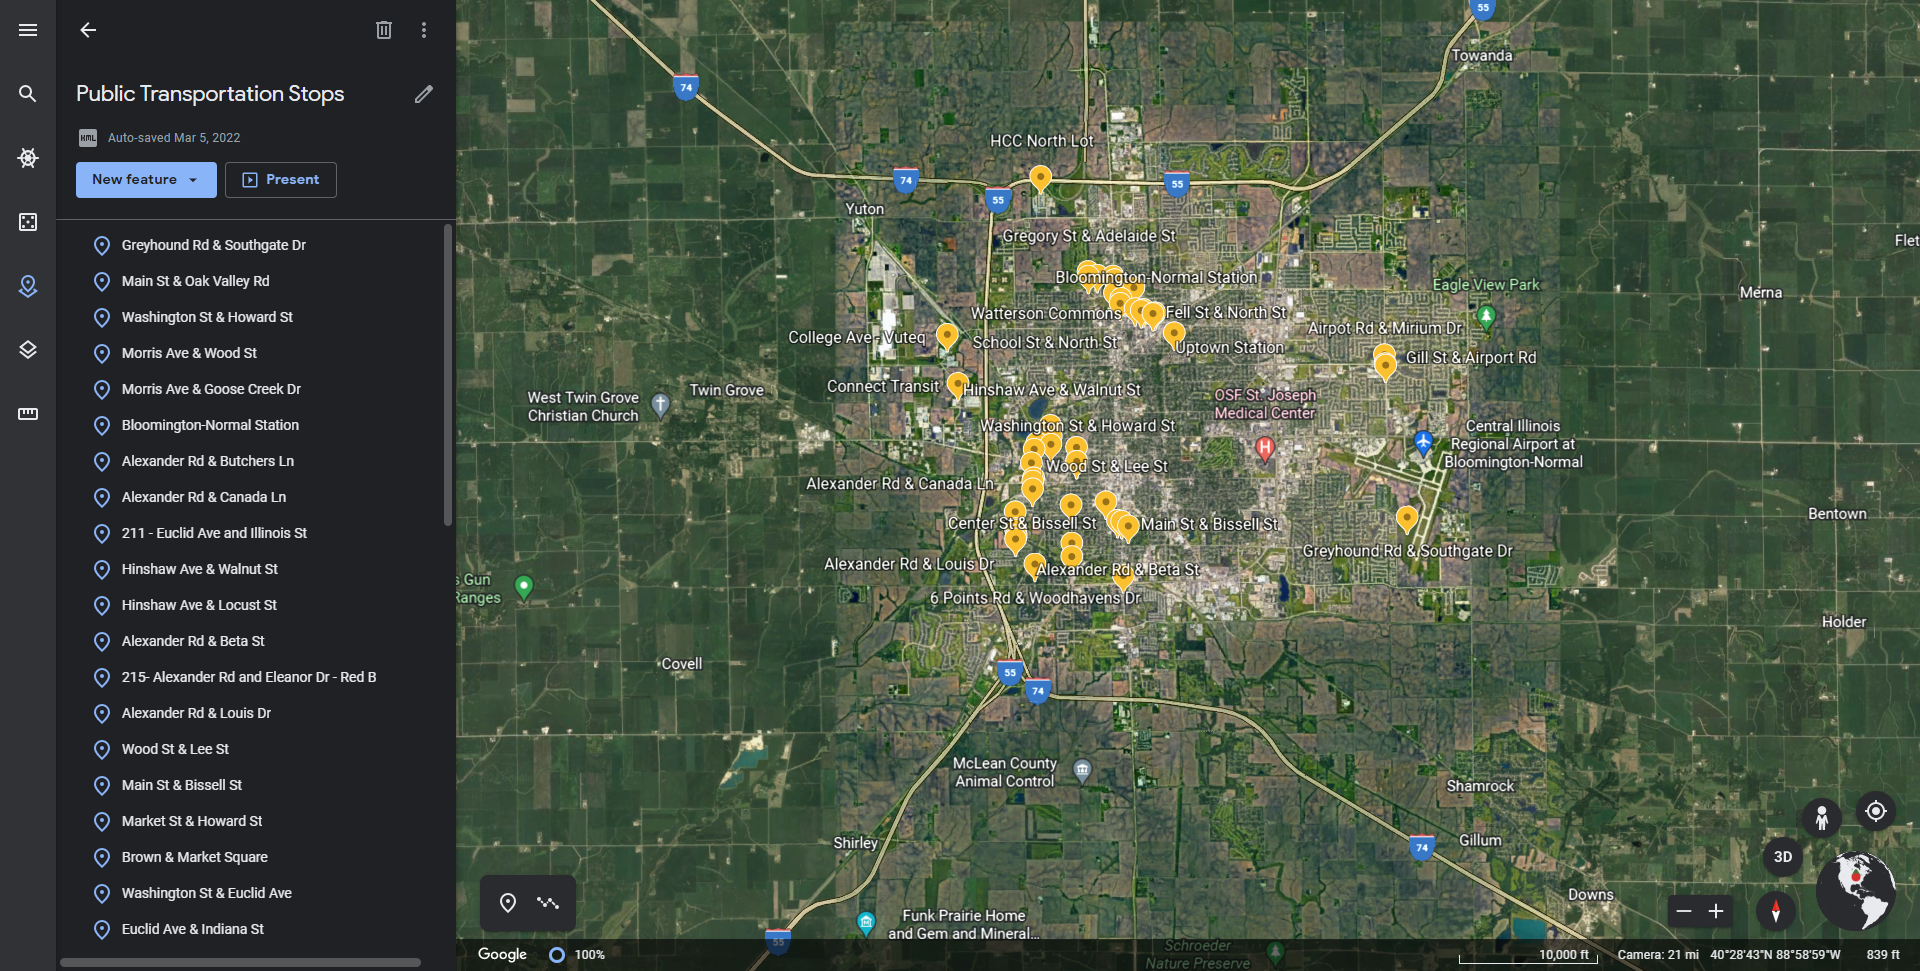 Public Transportation Stops
KML
Auto-saved Mar 5, 2022
New feature
Present
Greyhound Rd & Southgate Dr
Main St & Oak Valley Rd
Washington St & Howard St
Morris Ave & Wood St
Morris Ave & Goose Creek Dr
Bloomington-Normal Station
Alexander Rd & Butchers Ln
Alexander Rd & Canada Ln
211 - Euclid Ave and Illinois St
Hinshaw Ave & Walnut St
Hinshaw Ave & Locust St
Alexander Rd & Beta St
215- Alexander Rd and Eleanor Dr - Red B
Alexander Rd & Louis Dr
Wood St & Lee St
Main St & Bissell St
Market St & Howard St
Brown & Market Square
Washington St & Euclid Ave
Euclid Ave & Indiana St
55
Towanda
74
HCC North Lot
74
55
55
Yuton
Gregory St & Adelaide St
Flet
Bloomington-Normal Station
Eagle View Park
Merna
Watterson Commons
Fell St & North St
Airpot Rd & Mirium Dr
College Ave - Vuteq
School St & North St
Uptown Station
Gill St & Airport Rd
Connect Transit
Hinshaw Ave & Walnut St
Twin Grove
West Twin Grove
Christian Church
OSF St. Joseph
Medical Center
H
Washington St & Howard St
Central Illinois
Regional Airport at
Bloomington-Normal
Wood St & Lee St
Alexander Rd & Canada Ln
Bentown
Center St & Bissell St
Main St & Bissell St
Greyhound Rd & Southgate Dr
Alexander Rd & Louis Dr
Alexander Rd & Beta St
s Gun
Ranges
6 Points Rd & Woodhavens Dr
Holder
Covell
55
74
McLean County
Animal Control
Shamrock
Shirley
74
Gillum
3D
Downs
Funk Prairie Home
and Gem and Mineral...
55
Schroeder
Nature Preserve
Google
100%
10,000 ft
Camera: 21 mi
40°28'43"N 88°58'59"W
839 ft